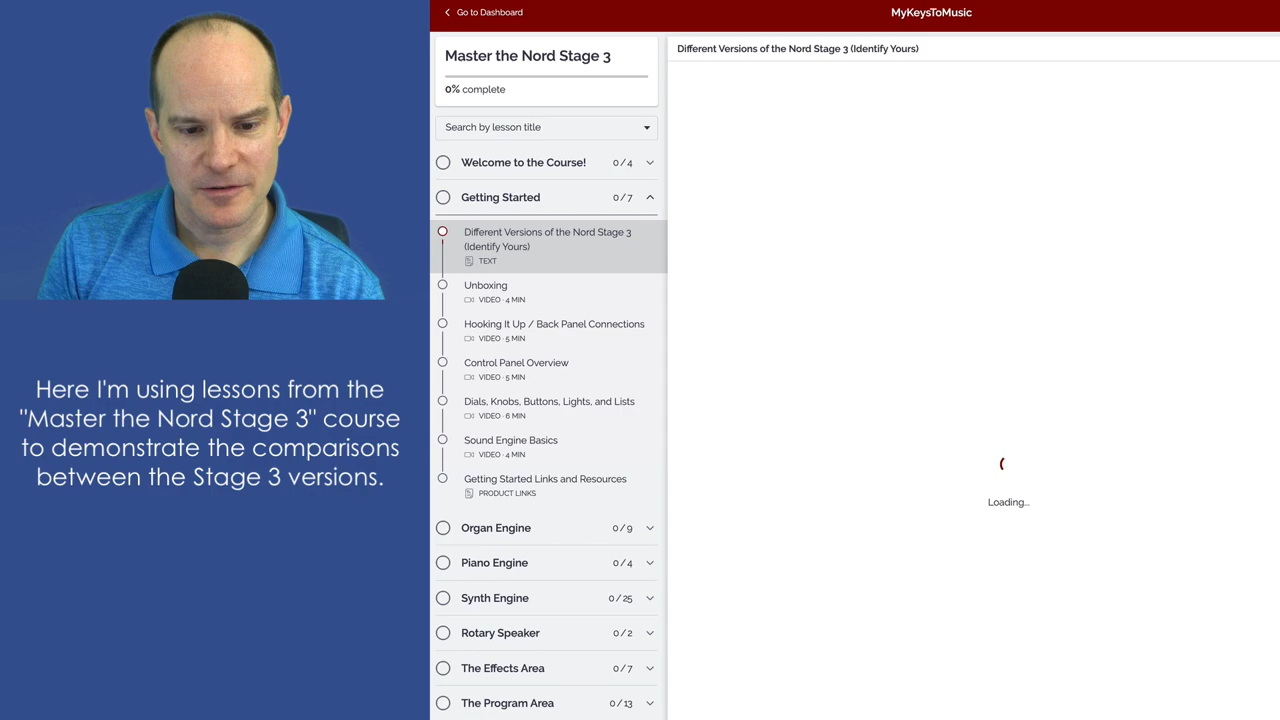 Go to Dashboard
MyKeysToMusic
Master the Nord Stage 3
0% complete
Search by lesson title
Welcome to the Course! 0/4
Getting Started 0/7
Different Versions of the Nord Stage 3
(Identify Yours)
TEXT
Unboxing
VIDEO · 4 MIN
Hooking It Up / Back Panel Connections
VIDEO · 5 MIN
Control Panel Overview
VIDEO · 5 MIN
Dials, Knobs, Buttons, Lights, and Lists
VIDEO · 6 MIN
Sound Engine Basics
VIDEO · 4 MIN
Getting Started Links and Resources
PRODUCT LINKS
Organ Engine 0/9
Piano Engine 0/4
Synth Engine 0/25
Rotary Speaker 0/2
The Effects Area 0/7
The Program Area 0/13
Different Versions of the Nord Stage 3 (Identify Yours)
Loading...
Here I'm using lessons from the
"Master the Nord Stage 3" course
to demonstrate the comparisons
between the Stage 3 versions.